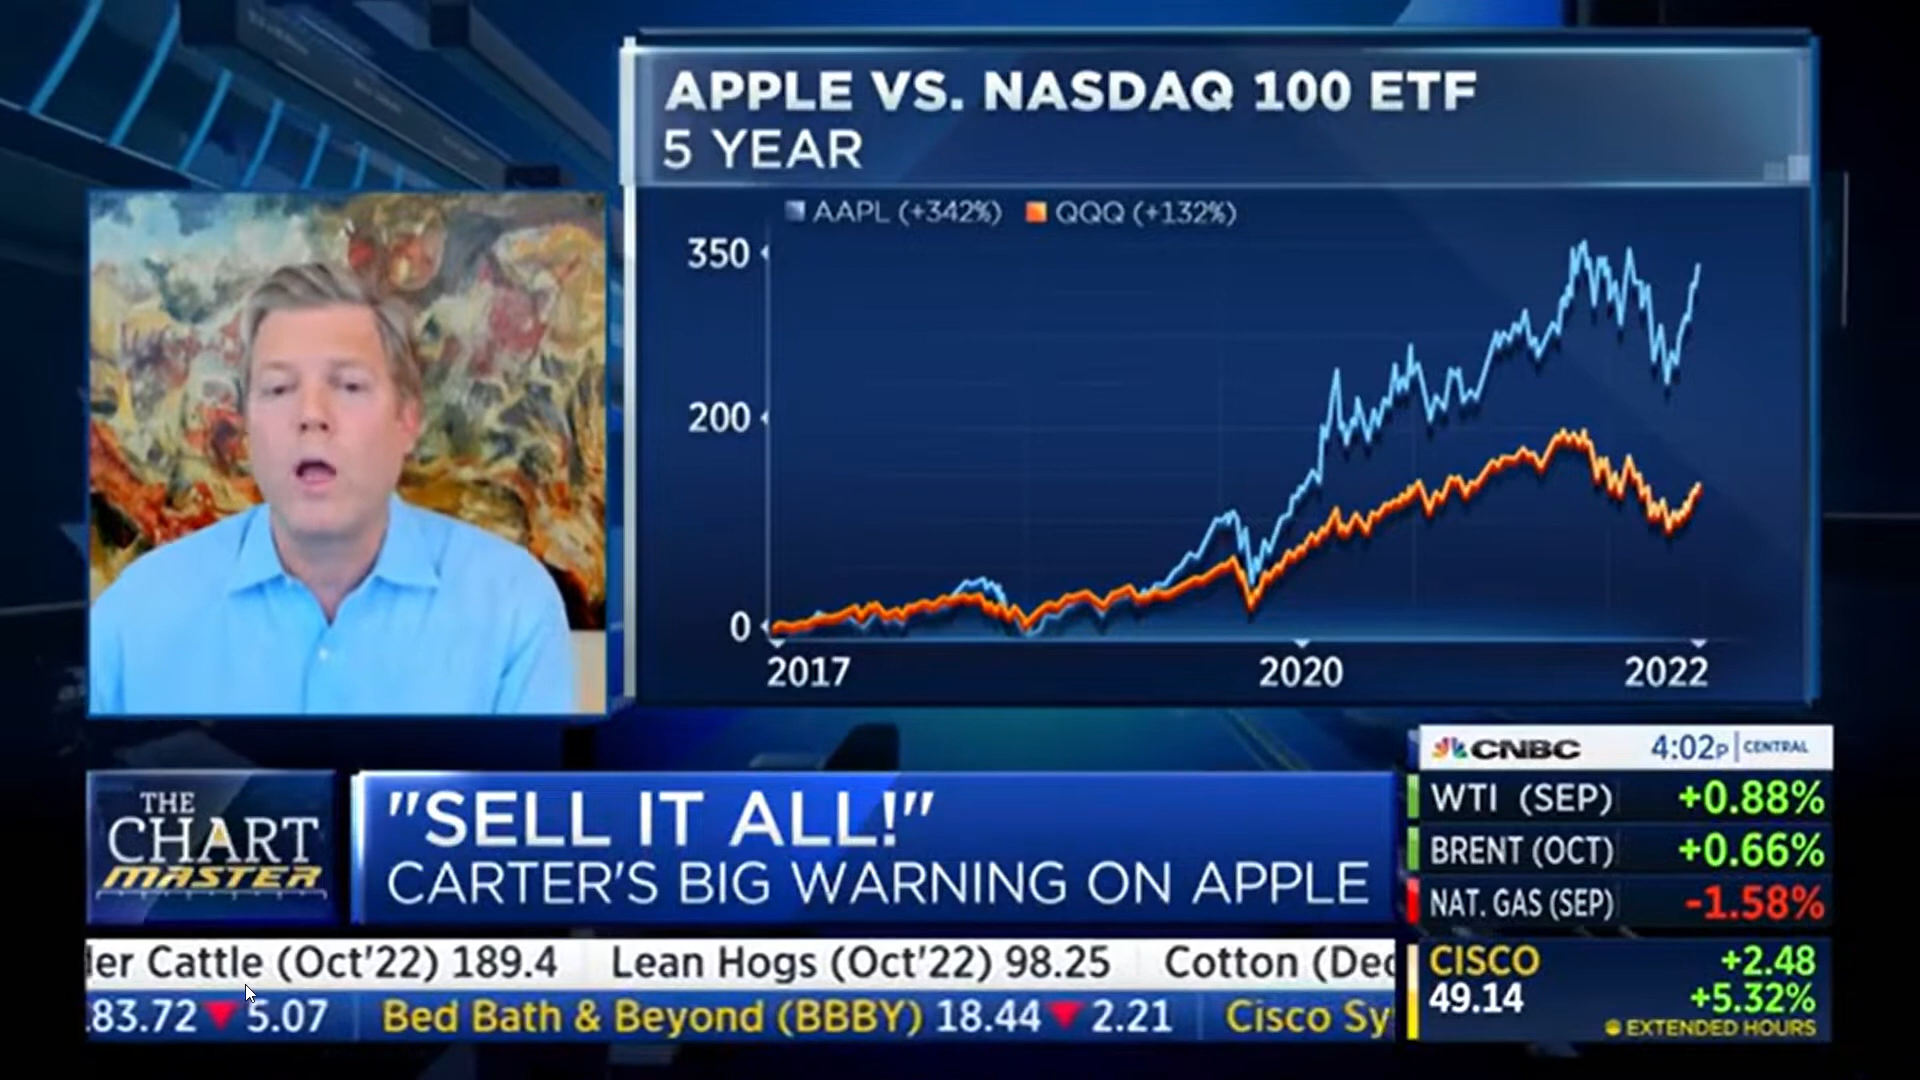 APPLE VS. NASDAQ 100 ETF
5 YEAR
AAPL (+342%) QQQ (+132%)
350
200
0
2017 2020 2022
CNBC 4:02P CENTRAL
WTI (SEP) +0.88%
BRENT (OCT) +0.66%
NAT. GAS (SEP) -1.58%
THE
CHART
MASTER
"SELL IT ALL!"
CARTER'S BIG WARNING ON APPLE
der Cattle (Oct'22) 189.4 Lean Hogs (Oct'22) 98.25 Cotton (Dec
83.72 ▼ 5.07 Bed Bath & Beyond (BBBY) 18.44 ▼ 2.21 Cisco Sy
CISCO +2.48
49.14 +5.32%
EXTENDED HOURS